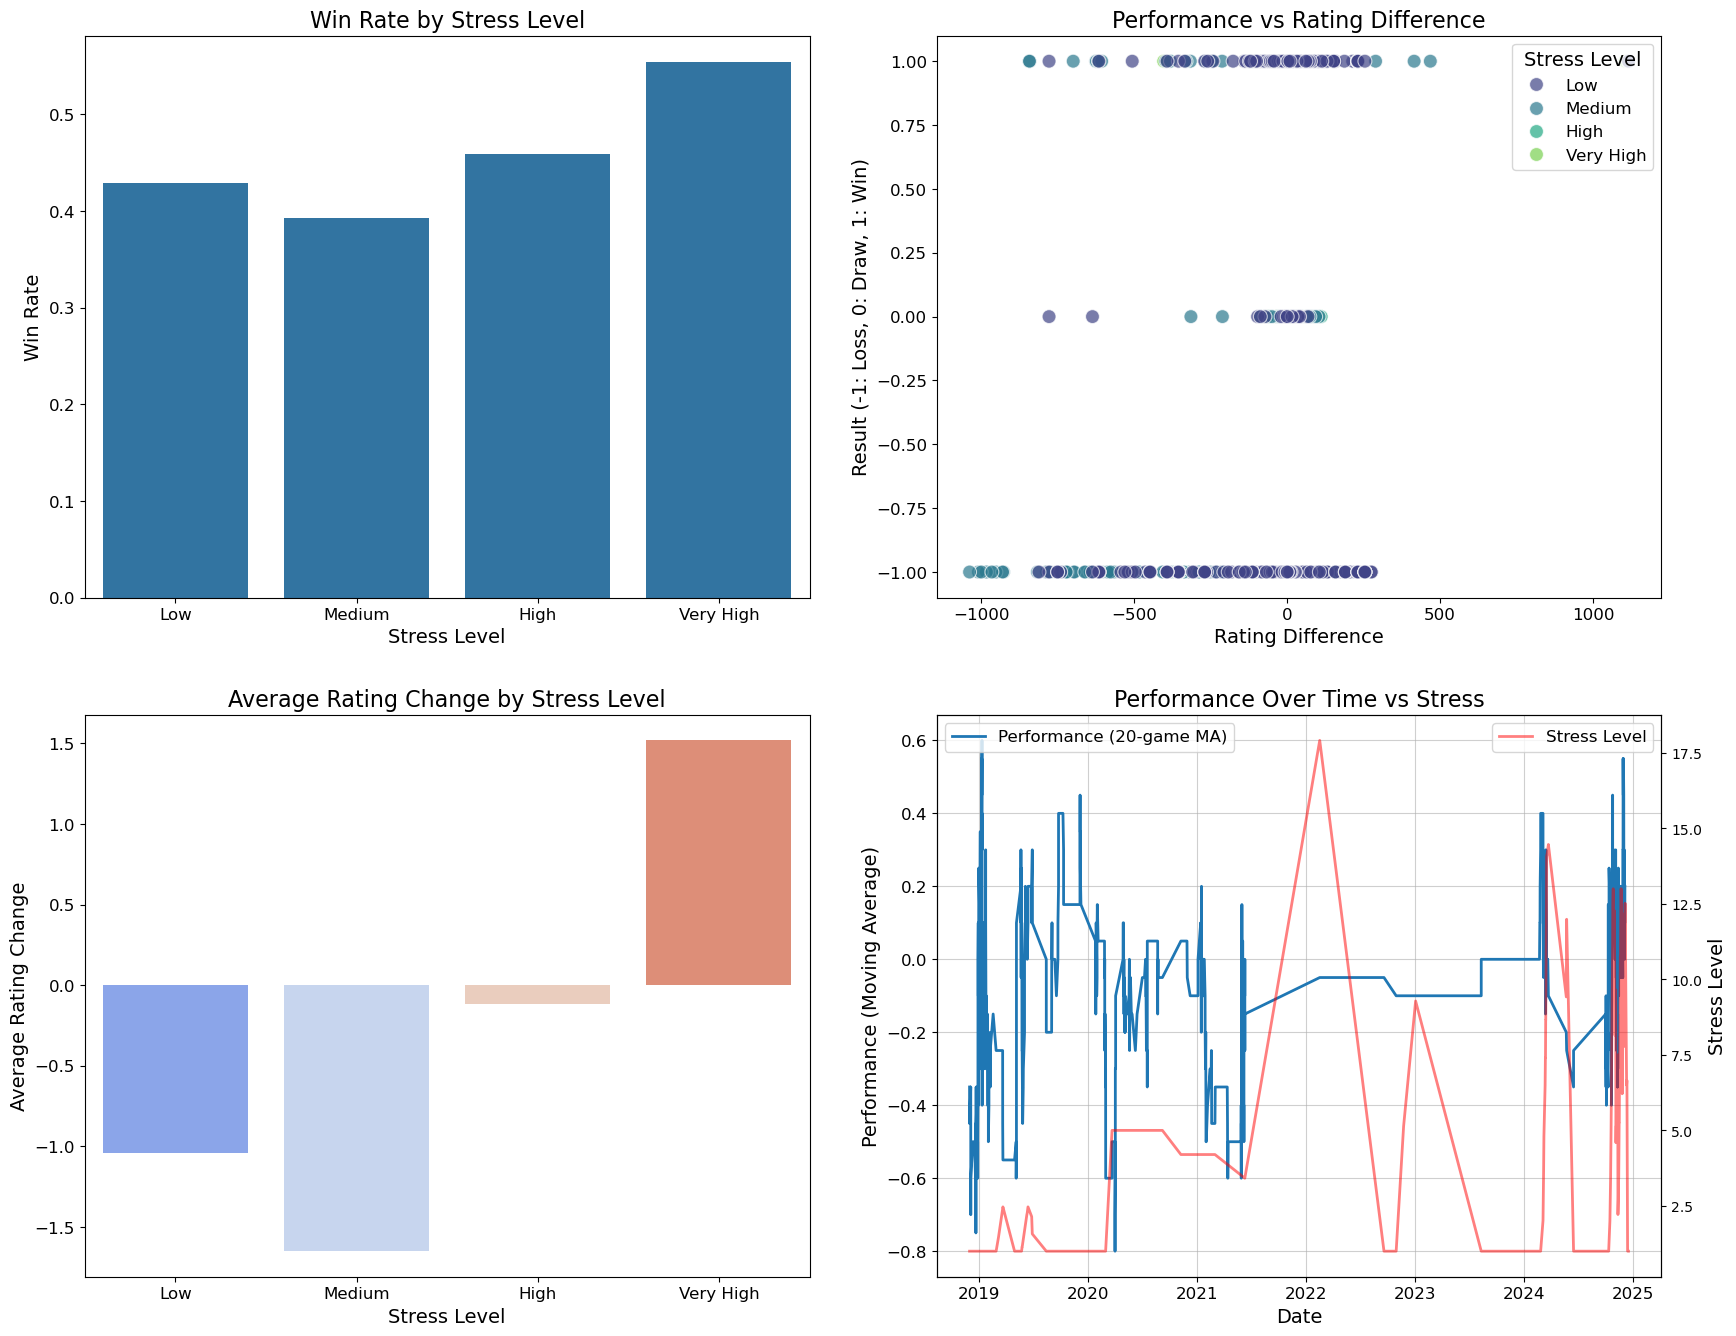 Win Rate by Stress Level
Win Rate
0.5
0.4
0.3
0.2
0.1
0.0
Low Medium High Very High
Stress Level
Performance vs Rating Difference
Result (-1: Loss, 0: Draw, 1: Win)
1.00
0.75
0.50
0.25
0.00
−0.25
−0.50
−0.75
−1.00
Stress Level
Low
Medium
High
Very High
−1000 −500 0 500 1000
Rating Difference
Average Rating Change by Stress Level
Average Rating Change
1.5
1.0
0.5
0.0
−0.5
−1.0
−1.5
Low Medium High Very High
Stress Level
Performance Over Time vs Stress
Performance (Moving Average)
0.6
0.4
0.2
0.0
−0.2
−0.4
−0.6
−0.8
Performance (20-game MA)
Stress Level
17.5
15.0
12.5
10.0
7.5
5.0
2.5
Stress Level
2019 2020 2021 2022 2023 2024 2025
Date